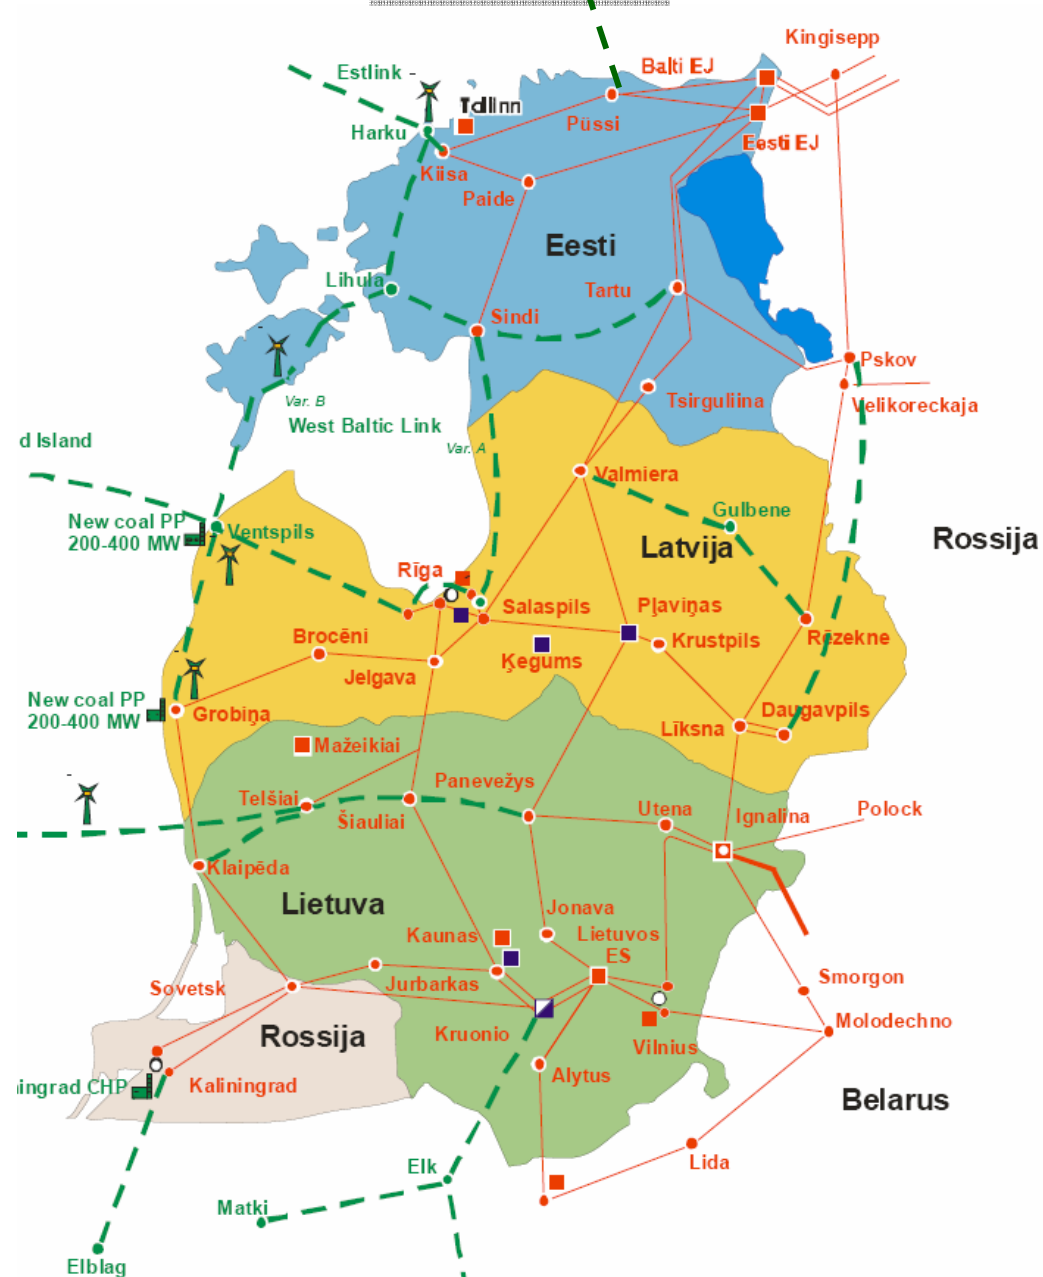 Kingisepp
Estlink
Balti EJ
Tallinn
Harku
Püssi
Eesti EJ
Kiisa
Paide
Eesti
Lihula
Tartu
Sindi
Pskov
Tsirguliina
Velikoreckaja
Var. B
West Baltic Link
d Island
Var. A
Valmiera
Gulbene
New coal PP
200-400 MW
Ventspils
Latvija
Rossija
Rīga
Salaspils
Pļaviņas
Brocēni
Krustpils
Rēzekne
Jelgava
Ķegums
New coal PP
200-400 MW
Grobiņa
Daugavpils
Līksna
Mažeikiai
Panevežys
Telšiai
Utena
Ignalina
Polock
Šiauliai
Klaipēda
Lietuva
Jonava
Kaunas
Lietuvos
ES
Sovetsk
Jurbarkas
Smorgon
Rossija
Kruonio
Molodechno
Vilnius
ningrad CHP
Kaliningrad
Alytus
Belarus
Elk
Lida
Matki
Elblag